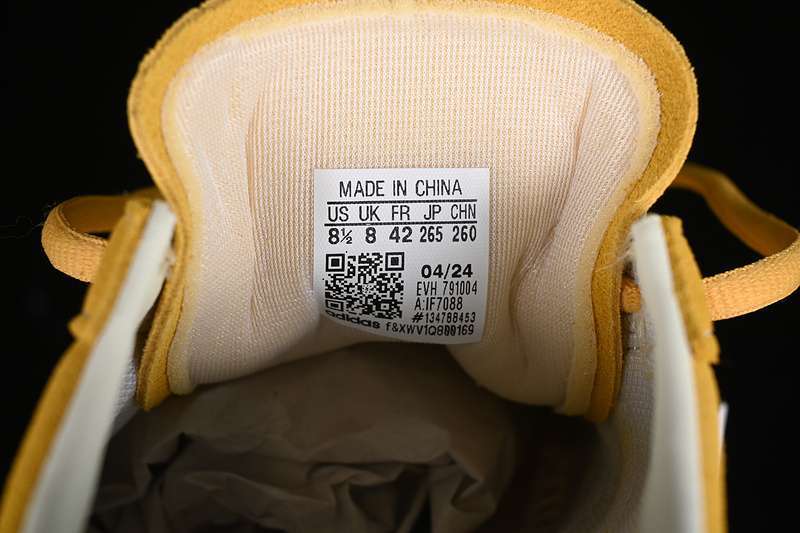 MADE IN CHINA
US UK FR JP CHN
8½ 8 42 265 260
04/24
EVH 791004
A:IF7088
#134788453
adidas f&XWV1Q800169